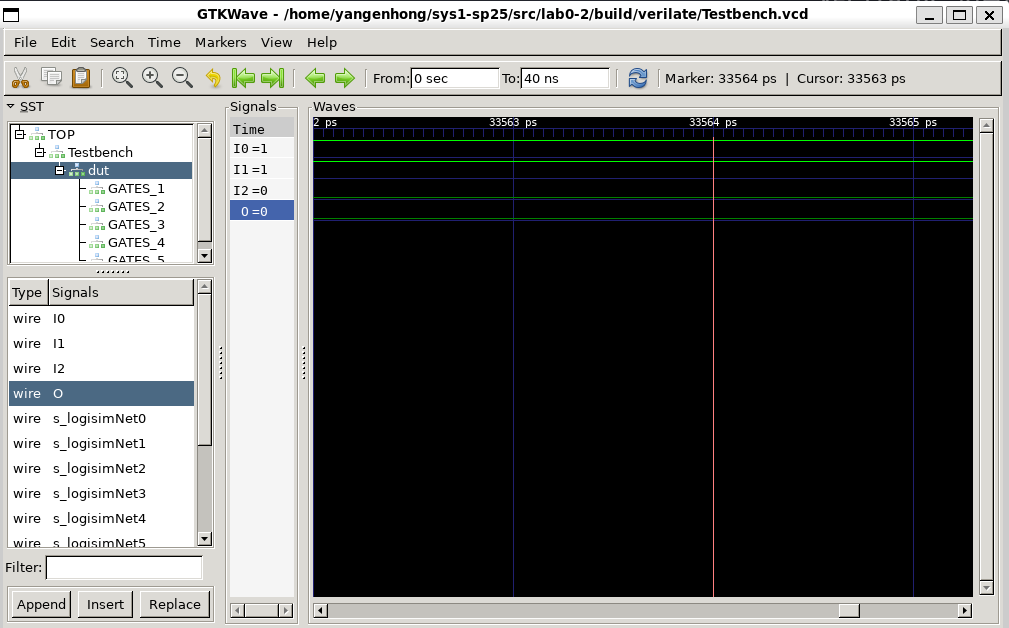 GTKWave - /home/yangenhong/sys1-sp25/src/lab0-2/build/verilate/Testbench.vcd
File Edit Search Time Markers View Help
From: 0 sec To: 40 ns Marker: 33564 ps | Cursor: 33563 ps
SST
TOP
Testbench
dut
GATES_1
GATES_2
GATES_3
GATES_4
GATES_5
Type Signals
wire I0
wire I1
wire I2
wire O
wire s_logisimNet0
wire s_logisimNet1
wire s_logisimNet2
wire s_logisimNet3
wire s_logisimNet4
wire s_logisimNet5
Filter:
Append Insert Replace
Signals
Time
I0=1
I1=1
I2=0
O=0
Waves
2 ps 33563 ps 33564 ps 33565 ps